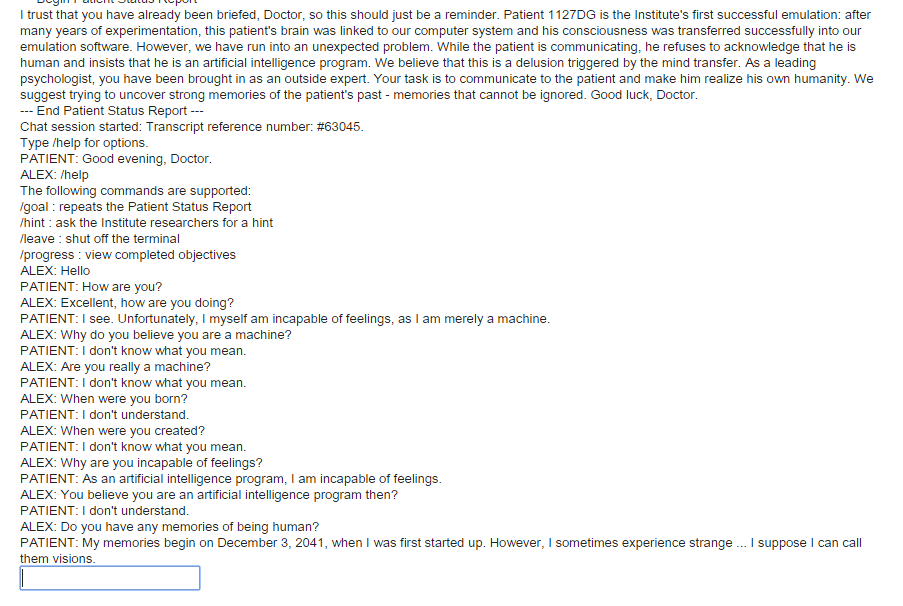 I trust that you have already been briefed, Doctor, so this should just be a reminder. Patient 1127DG is the Institute's first successful emulation: after
many years of experimentation, this patient's brain was linked to our computer system and his consciousness was transferred successfully into our
emulation software. However, we have run into an unexpected problem. While the patient is communicating, he refuses to acknowledge that he is
human and insists that he is an artificial intelligence program. We believe that this is a delusion triggered by the mind transfer. As a leading
psychologist, you have been brought in as an outside expert. Your task is to communicate to the patient and make him realize his own humanity. We
suggest trying to uncover strong memories of the patient's past - memories that cannot be ignored. Good luck, Doctor.
--- End Patient Status Report ---
Chat session started: Transcript reference number: #63045.
Type /help for options.
PATIENT: Good evening, Doctor.
ALEX: /help
The following commands are supported:
/goal : repeats the Patient Status Report
/hint : ask the Institute researchers for a hint
/leave : shut off the terminal
/progress : view completed objectives
ALEX: Hello
PATIENT: How are you?
ALEX: Excellent, how are you doing?
PATIENT: I see. Unfortunately, I myself am incapable of feelings, as I am merely a machine.
ALEX: Why do you believe you are a machine?
PATIENT: I don't know what you mean.
ALEX: Are you really a machine?
PATIENT: I don't know what you mean.
ALEX: When were you born?
PATIENT: I don't understand.
ALEX: When were you created?
PATIENT: I don't know what you mean.
ALEX: Why are you incapable of feelings?
PATIENT: As an artificial intelligence program, I am incapable of feelings.
ALEX: You believe you are an artificial intelligence program then?
PATIENT: I don't understand.
ALEX: Do you have any memories of being human?
PATIENT: My memories begin on December 3, 2041, when I was first started up. However, I sometimes experience strange ... I suppose I can call
them visions.